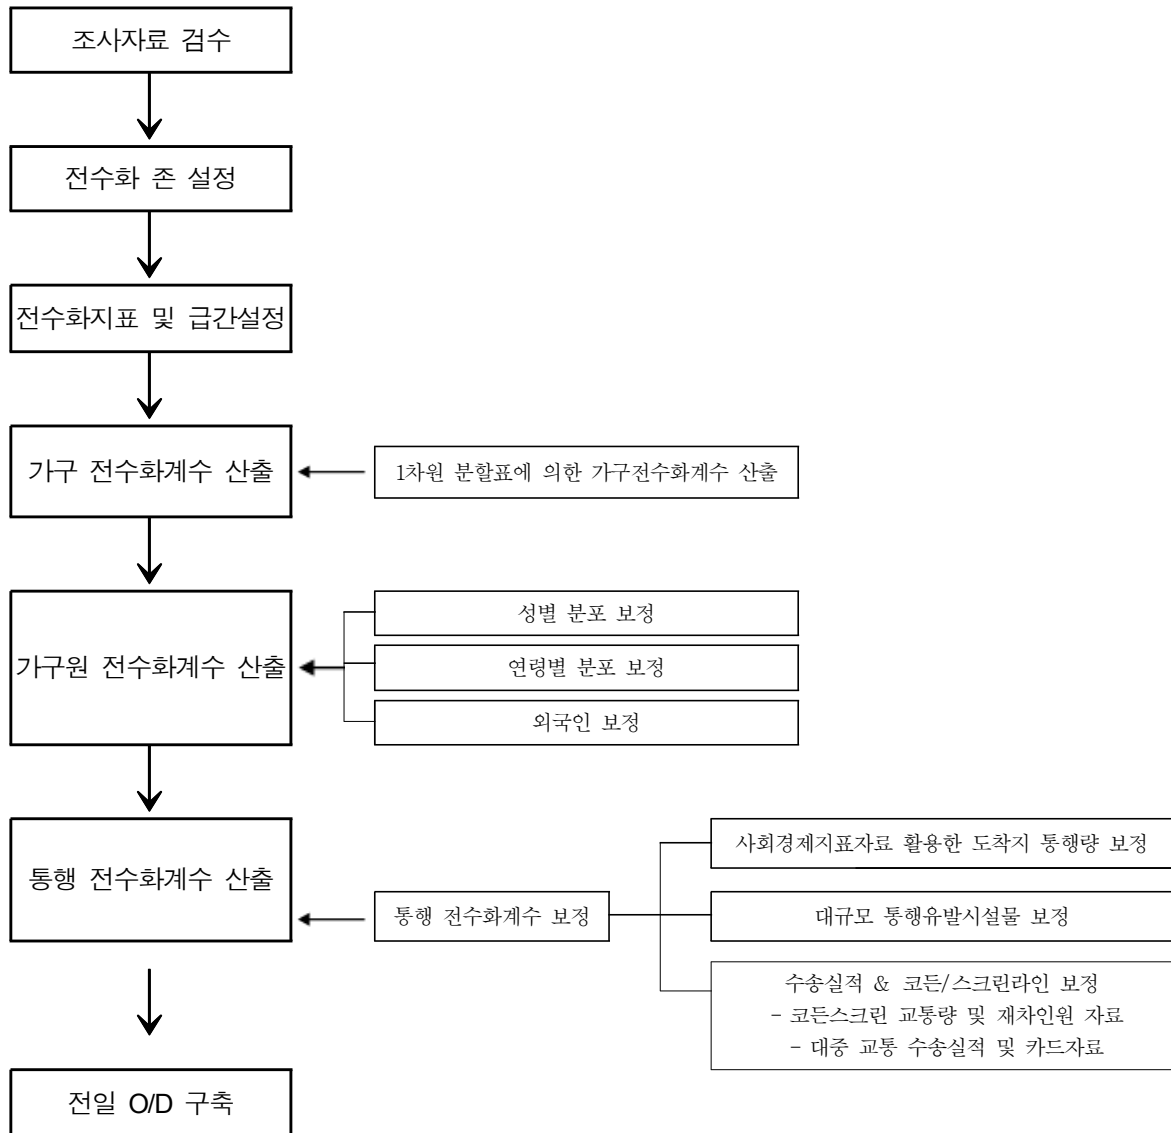 조사자료 검수
전수화 존 설정
전수화지표 및 급간설정
가구 전수화계수 산출
1차원 분할표에 의한 가구전수화계수 산출
가구원 전수화계수 산출
성별 분포 보정
연령별 분포 보정
외국인 보정
통행 전수화계수 산출
통행 전수화계수 보정
사회경제지표자료 활용한 도착지 통행량 보정
대규모 통행유발시설물 보정
수송실적 & 코든/스크린라인 보정
- 코든스크린 교통량 및 재차인원 자료
- 대중 교통 수송실적 및 카드자료
전일 O/D 구축